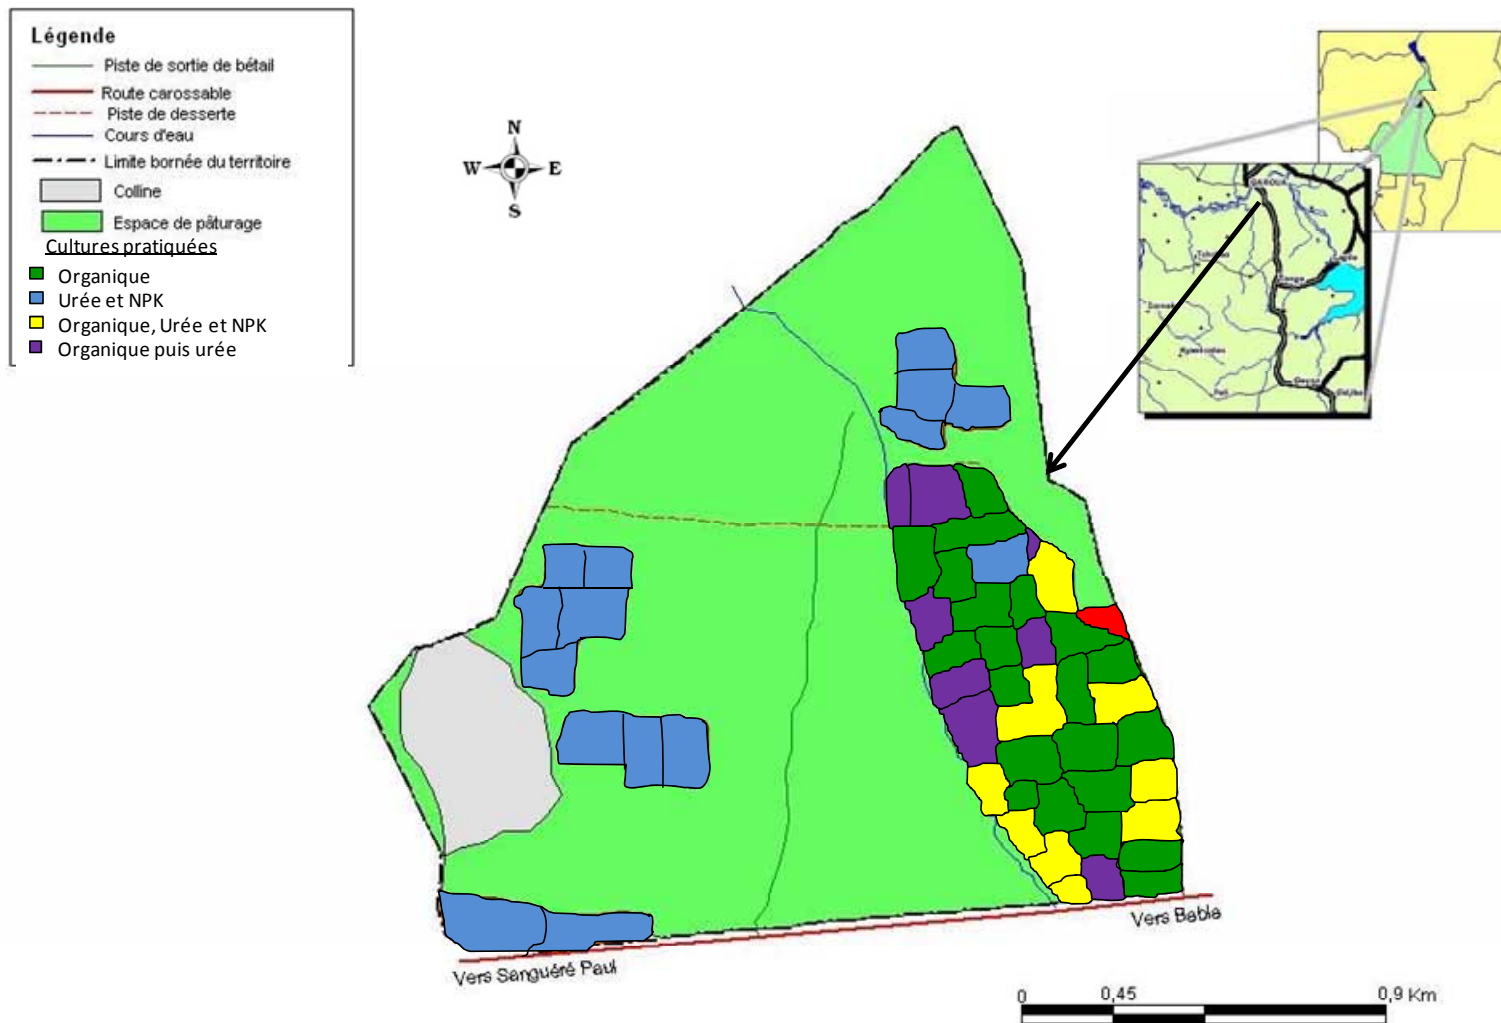 Légende
Piste de sortie de bétail
Route carossable
Piste de desserte
Cours d'eau
Limite bornée du territoire
Colline
Espace de pâturage
Cultures pratiquées
Organique
Urée et NPK
Organique, Urée et NPK
Organique puis urée
N
W E
S
GAROUA
Vers Babla
Vers Sanguéré Paul
0 0,45 0,9 Km